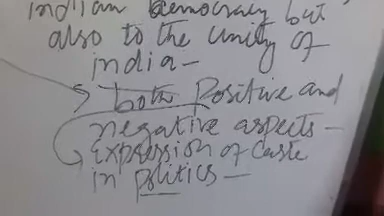 indian democracy but
also to the unity of
india -
both Positive and
negative aspects -
expression of caste
in politics -